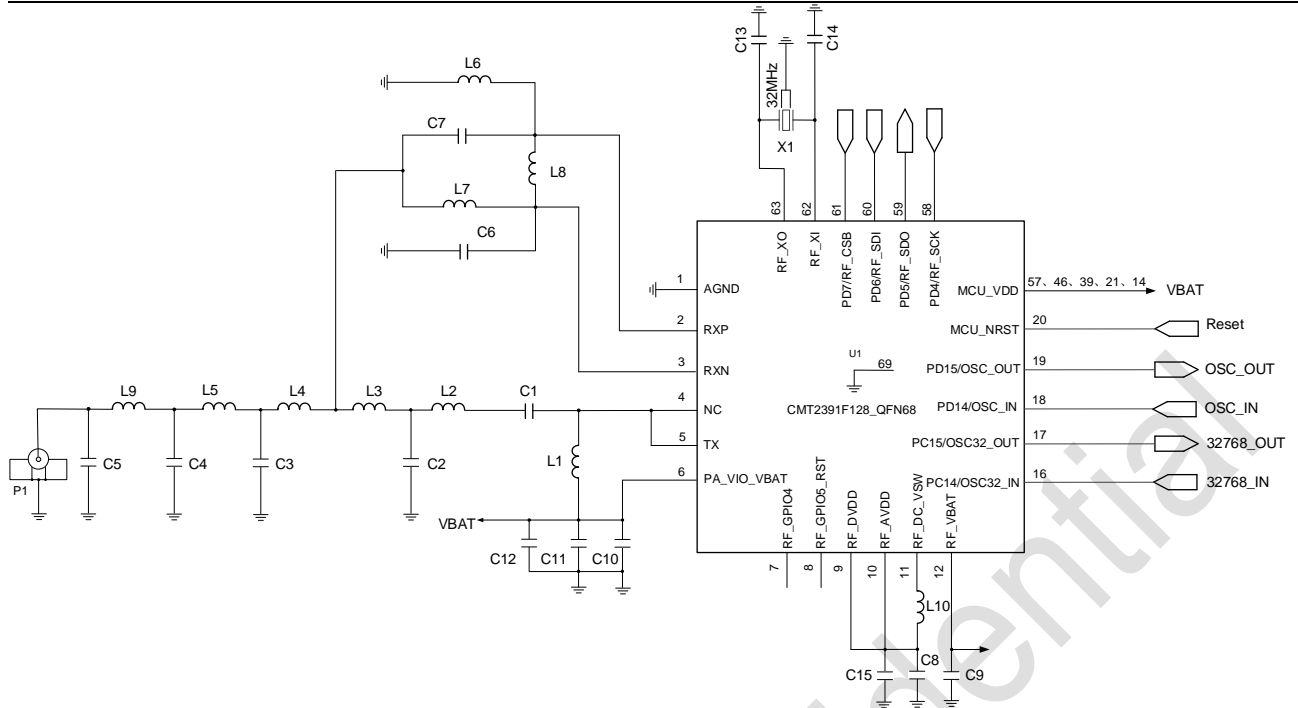 C13
C14
32MHz
X1
L6
C7
L8
L7
C6
63
62
61
60
59
58
RF_XO
RF_XI
PD7/RF_CSB
PD6/RF_SDI
PD5/RF_SDO
PD4/RF_SCK
1
AGND
2
RXP
3
RXN
4
NC
5
TX
6
PA_VIO_VBAT
MCU_VDD
57、46、39、21、14
VBAT
MCU_NRST
20
Reset
U1
69
CMT2391F128_QFN68
PD15/OSC_OUT
19
OSC_OUT
PD14/OSC_IN
18
OSC_IN
PC15/OSC32_OUT
17
32768_OUT
PC14/OSC32_IN
16
32768_IN
L9
L5
L4
L3
L2
C1
C5
C4
C3
C2
L1
P1
VBAT
C12
C11
C10
RF_GPIO4
RF_GPIO5_RST
RF_DVDD
RF_AVDD
RF_DC_VSW
RF_VBAT
7
8
9
10
11
12
L10
C15
C8
C9
idential